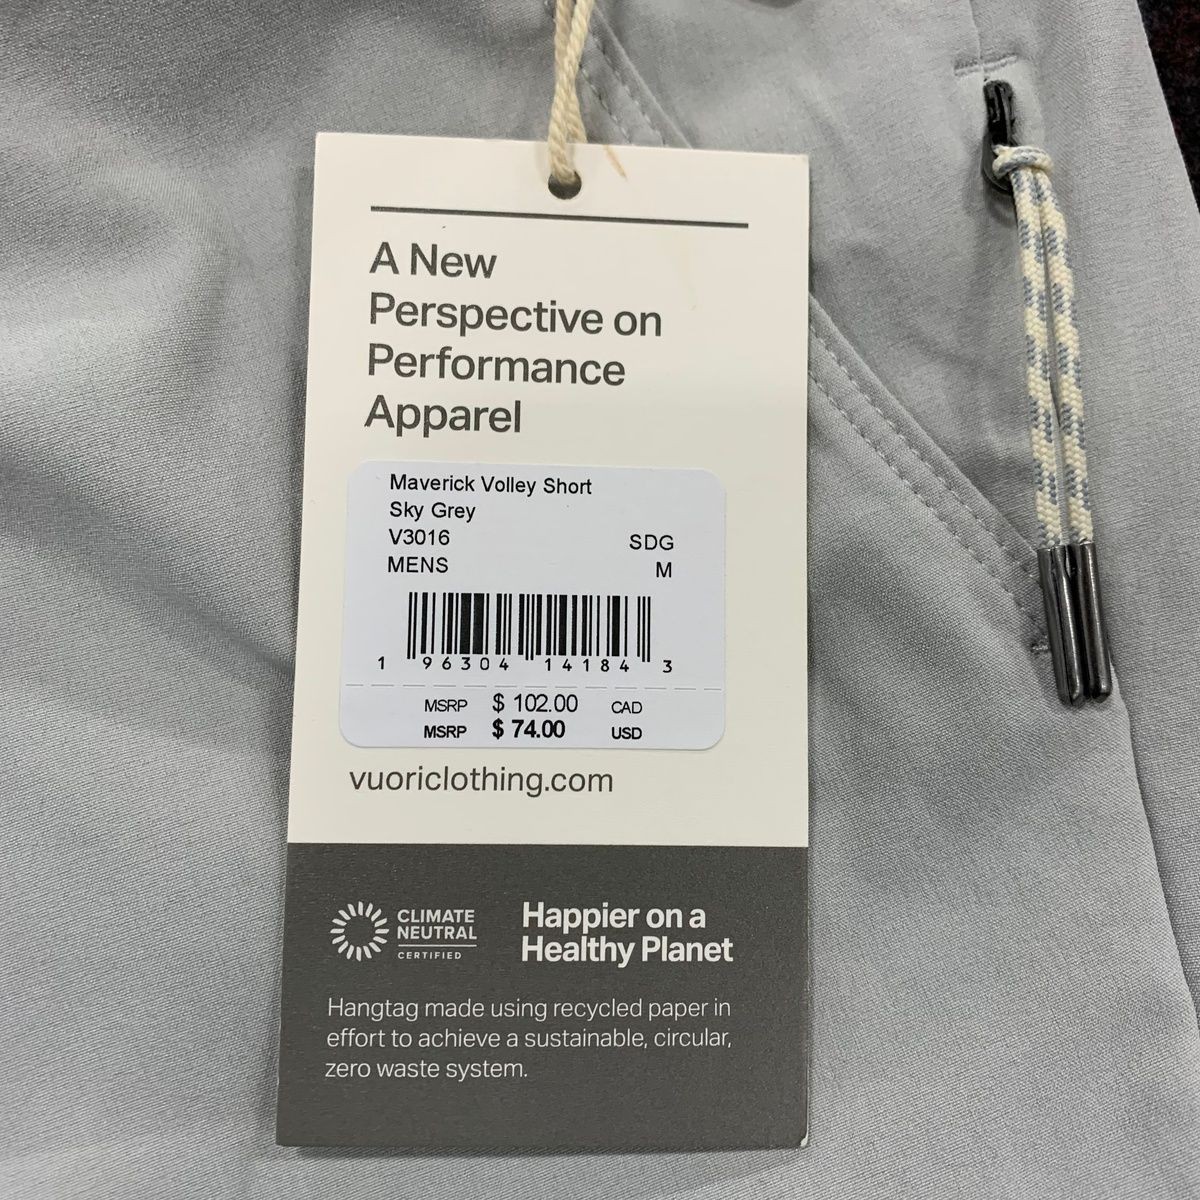 A New
Perspective on
Performance
Apparel
Maverick Volley Short
Sky Grey
V3016 SDG
MENS M
1 96304 14184 3
MSRP $ 102.00 CAD
MSRP $ 74.00 USD
vuoriclothing.com
CLIMATE
NEUTRAL
CERTIFIED
Happier on a
Healthy Planet
Hangtag made using recycled paper in
effort to achieve a sustainable, circular,
zero waste system.